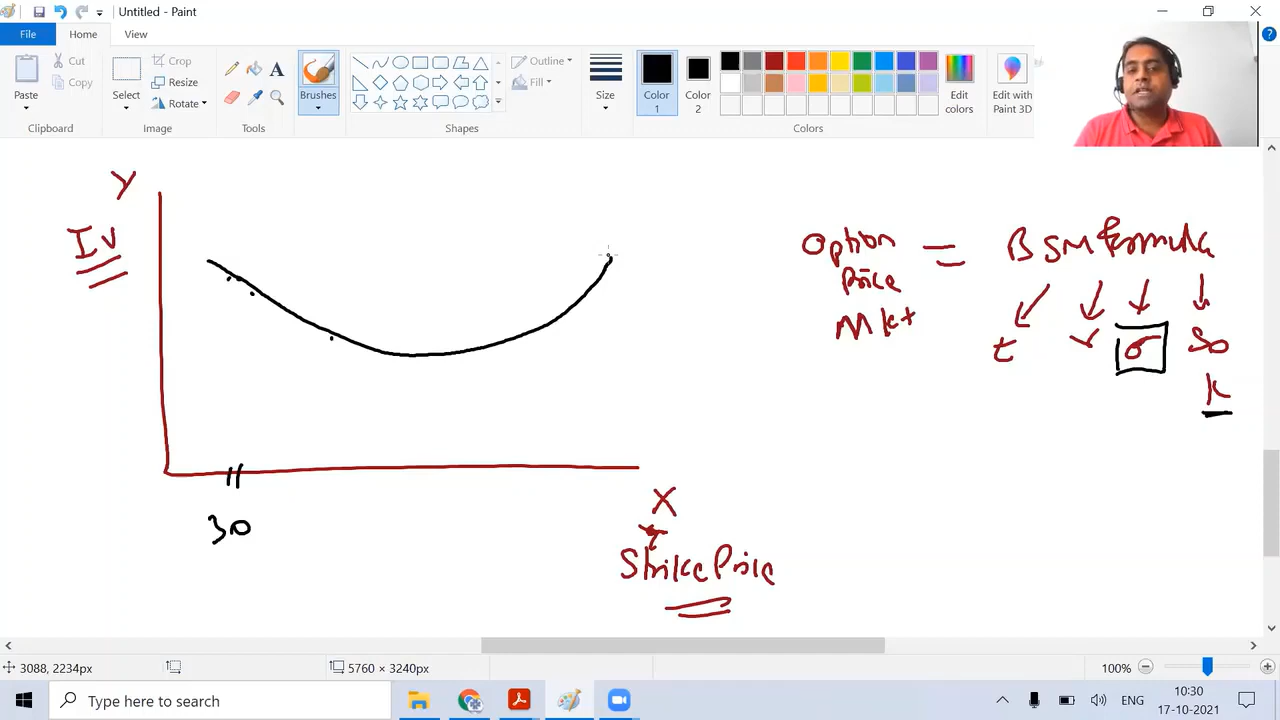 Untitled - Paint
File
Home
View
Paste
Cut
Copy
Clipboard
Select
Crop
Resize
Rotate
Image
A
Tools
Brushes
Shapes
Outline
Fill
Size
Color
1
Color
2
Edit
colors
Edit with
Paint 3D
Colors
?
Y
IV
30
X
Strike Price
Option = BSM formula
Price
Mkt
t r σ S0
K
3088, 2234px
5760 × 3240px
100%
Type here to search
ENG
10:30
17-10-2021